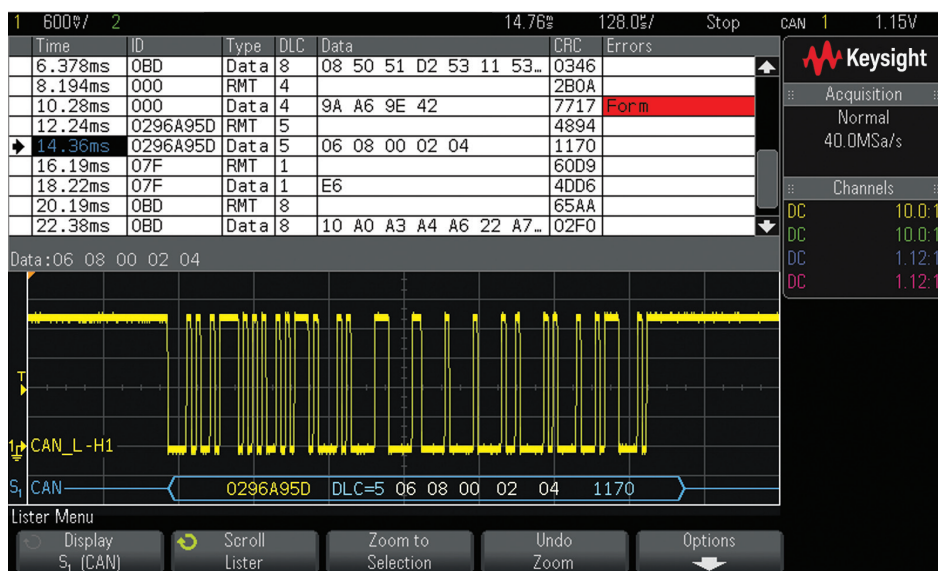 1 600㎷/ 2 14.76㎳ 128.0㎲/ Stop CAN 1 1.15V
Time ID Type DLC Data CRC Errors
6.378ms 0BD Data 8 08 50 51 D2 53 11 53… 0346
8.194ms 000 RMT 4 2B0A
10.28ms 000 Data 4 9A A6 9E 42 7717 Form
12.24ms 0296A95D RMT 5 4894
14.36ms 0296A95D Data 5 06 08 00 02 04 1170
16.19ms 07F RMT 1 60D9
18.22ms 07F Data 1 E6 4DD6
20.19ms 0BD RMT 8 65AA
22.38ms 0BD Data 8 10 A0 A3 A4 A6 22 A7… 02F0
Data:06 08 00 02 04
Keysight
Acquisition
Normal
40.0MSa/s
Channels
DC 10.0:1
DC 10.0:1
DC 1.12:1
DC 1.12:1
T
1 CAN_L-H1
S1 CAN 0296A95D DLC=5 06 08 00 02 04 1170
Lister Menu
Display
S1 (CAN)
Scroll
Lister
Zoom to
Selection
Undo
Zoom
Options